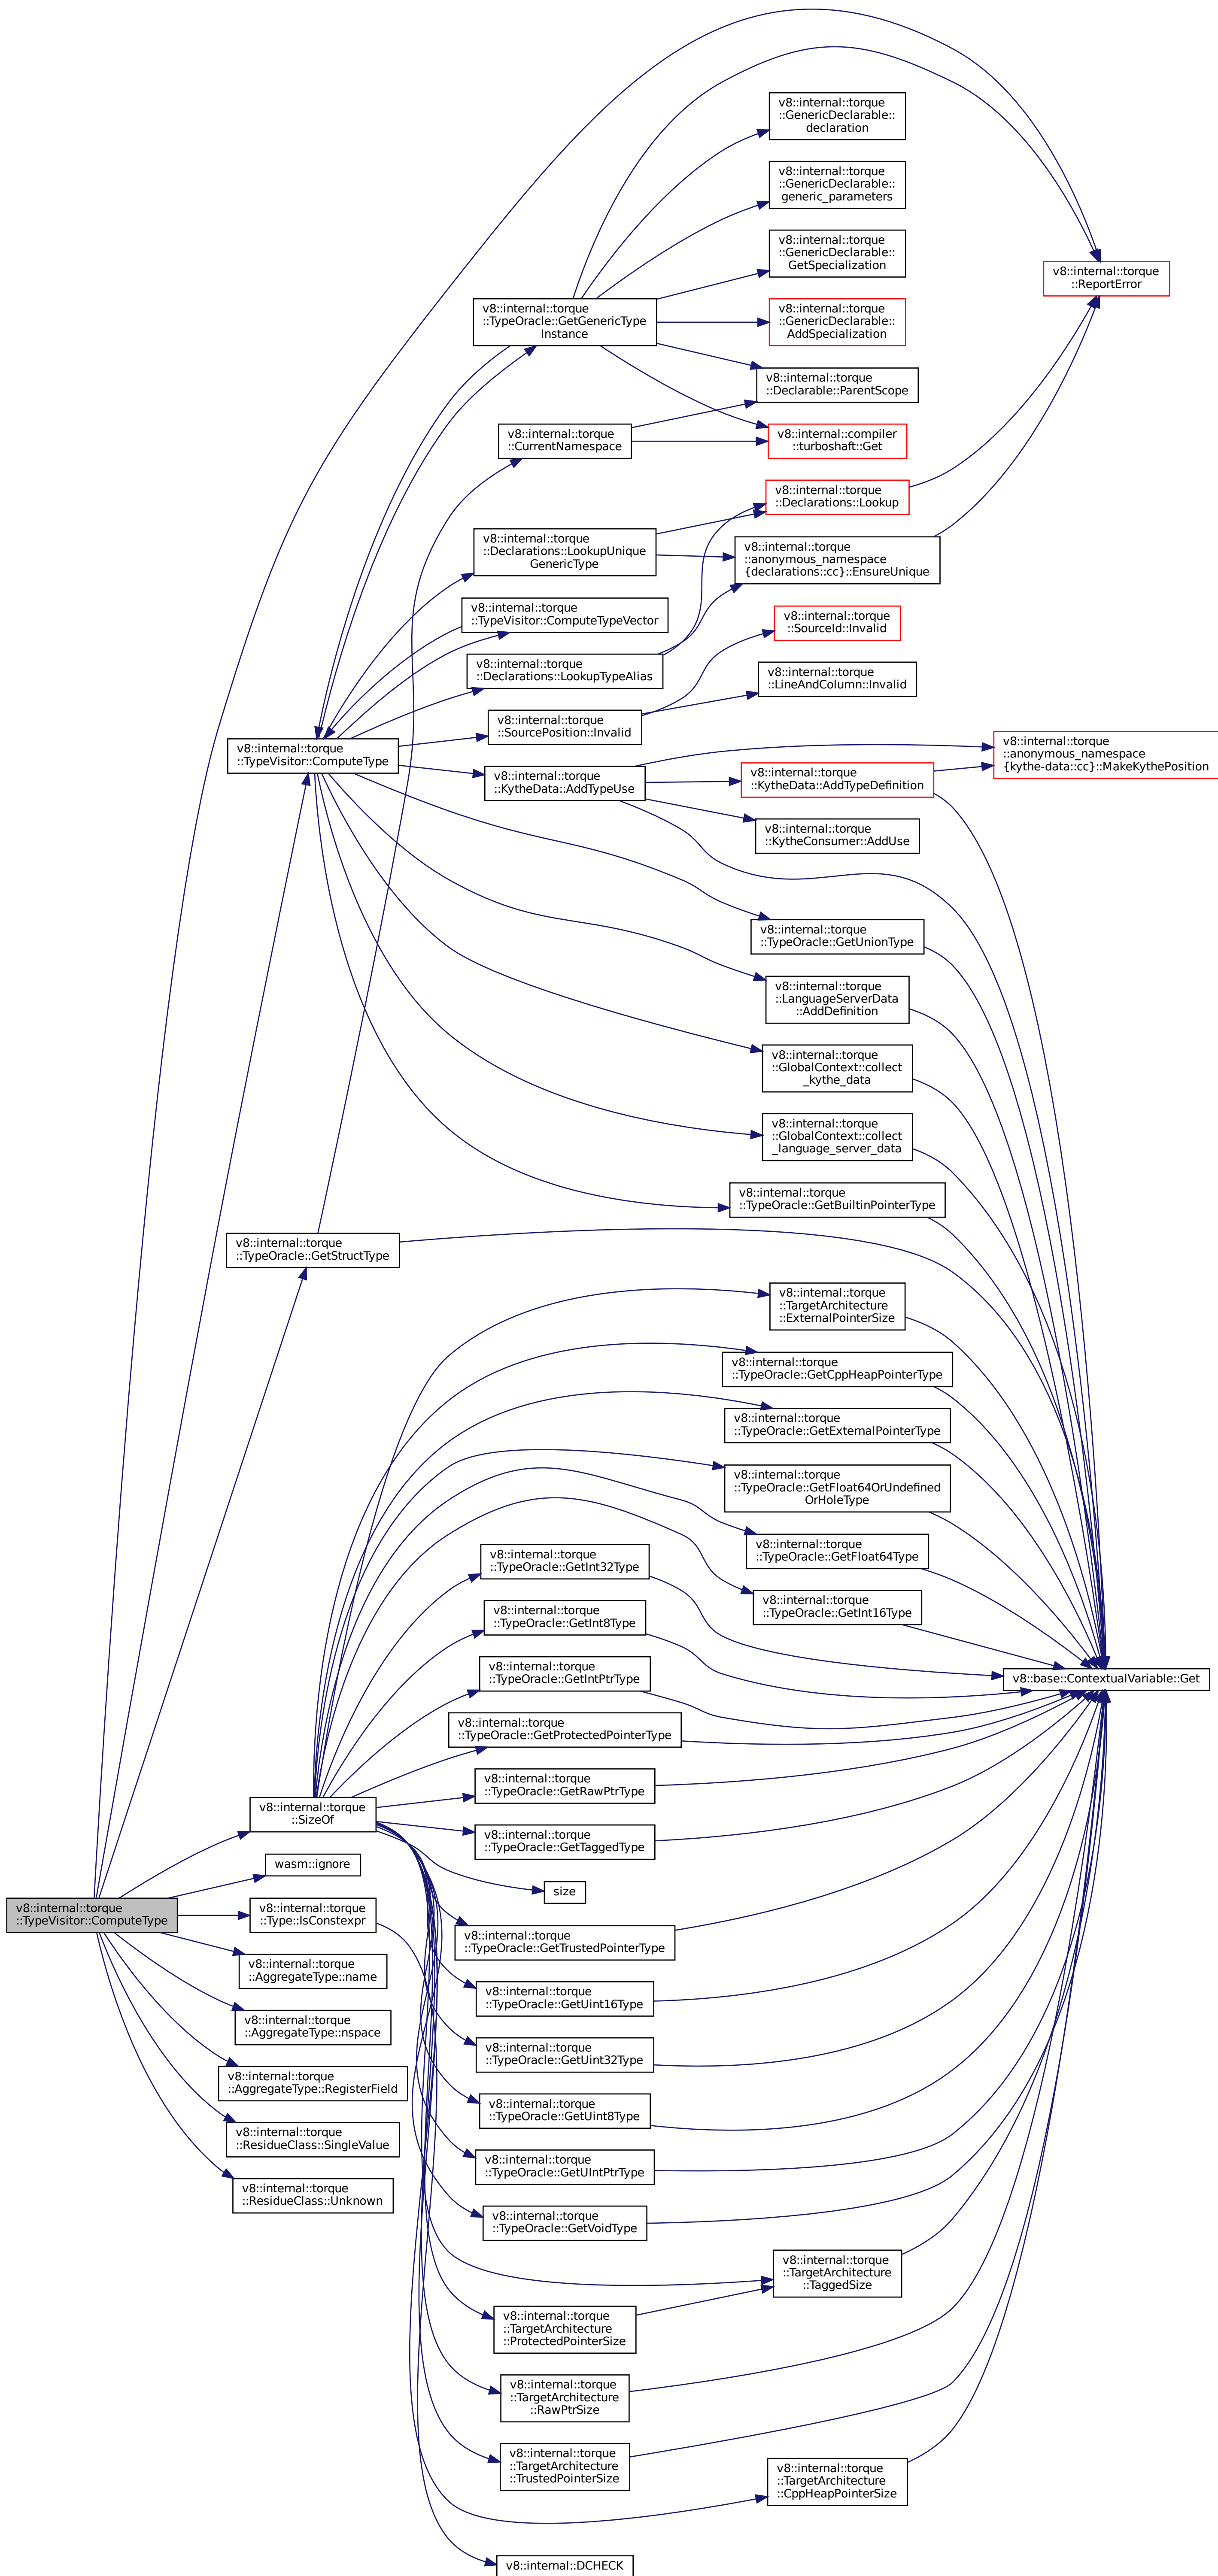 v8::internal::torque
::GenericDeclarable::
declaration
v8::internal::torque
::GenericDeclarable::
generic_parameters
v8::internal::torque
::GenericDeclarable::
GetSpecialization
v8::internal::torque
::ReportError
v8::internal::torque
::TypeOracle::GetGenericType
Instance
v8::internal::torque
::GenericDeclarable::
AddSpecialization
v8::internal::torque
::Declarable::ParentScope
v8::internal::torque
::CurrentNamespace
v8::internal::compiler
::turboshaft::Get
v8::internal::torque
::Declarations::Lookup
v8::internal::torque
::Declarations::LookupUnique
GenericType
v8::internal::torque
::anonymous_namespace
{declarations::cc}::EnsureUnique
v8::internal::torque
::TypeVisitor::ComputeTypeVector
v8::internal::torque
::SourceId::Invalid
v8::internal::torque
::Declarations::LookupTypeAlias
v8::internal::torque
::LineAndColumn::Invalid
v8::internal::torque
::SourcePosition::Invalid
v8::internal::torque
::TypeVisitor::ComputeType
v8::internal::torque
::anonymous_namespace
{kythe-data::cc}::MakeKythePosition
v8::internal::torque
::KytheData::AddTypeUse
v8::internal::torque
::KytheData::AddTypeDefinition
v8::internal::torque
::KytheConsumer::AddUse
v8::internal::torque
::TypeOracle::GetUnionType
v8::internal::torque
::LanguageServerData
::AddDefinition
v8::internal::torque
::GlobalContext::collect
_kythe_data
v8::internal::torque
::GlobalContext::collect
_language_server_data
v8::internal::torque
::TypeOracle::GetBuiltinPointerType
v8::internal::torque
::TypeOracle::GetStructType
v8::internal::torque
::TargetArchitecture
::ExternalPointerSize
v8::internal::torque
::TypeOracle::GetCppHeapPointerType
v8::internal::torque
::TypeOracle::GetExternalPointerType
v8::internal::torque
::TypeOracle::GetFloat64OrUndefined
OrHoleType
v8::internal::torque
::TypeOracle::GetFloat64Type
v8::internal::torque
::TypeOracle::GetInt32Type
v8::internal::torque
::TypeOracle::GetInt16Type
v8::internal::torque
::TypeOracle::GetInt8Type
v8::internal::torque
::TypeOracle::GetIntPtrType
v8::base::ContextualVariable::Get
v8::internal::torque
::TypeOracle::GetProtectedPointerType
v8::internal::torque
::TypeOracle::GetRawPtrType
v8::internal::torque
::SizeOf
v8::internal::torque
::TypeOracle::GetTaggedType
wasm::ignore
size
v8::internal::torque
::TypeVisitor::ComputeType
v8::internal::torque
::Type::IsConstexpr
v8::internal::torque
::TypeOracle::GetTrustedPointerType
v8::internal::torque
::AggregateType::name
v8::internal::torque
::TypeOracle::GetUint16Type
v8::internal::torque
::AggregateType::nspace
v8::internal::torque
::TypeOracle::GetUint32Type
v8::internal::torque
::AggregateType::RegisterField
v8::internal::torque
::TypeOracle::GetUint8Type
v8::internal::torque
::ResidueClass::SingleValue
v8::internal::torque
::TypeOracle::GetUIntPtrType
v8::internal::torque
::ResidueClass::Unknown
v8::internal::torque
::TypeOracle::GetVoidType
v8::internal::torque
::TargetArchitecture
::TaggedSize
v8::internal::torque
::TargetArchitecture
::ProtectedPointerSize
v8::internal::torque
::TargetArchitecture
::RawPtrSize
v8::internal::torque
::TargetArchitecture
::TrustedPointerSize
v8::internal::torque
::TargetArchitecture
::CppHeapPointerSize
v8::internal::DCHECK